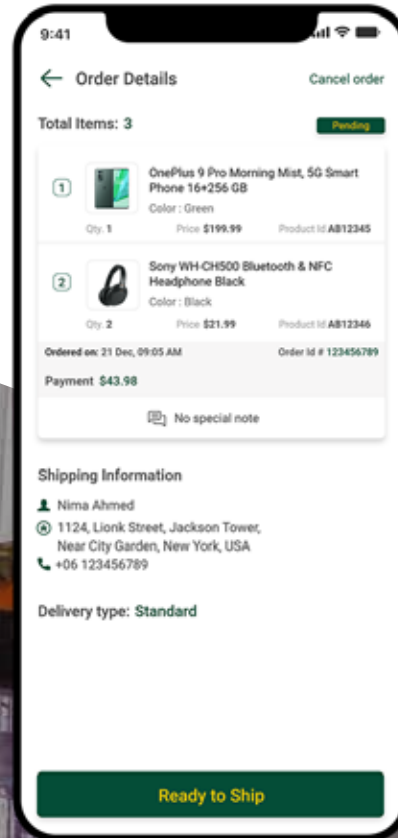 9:41
Order Details
Cancel order
Total Items: 3
Pending
1
OnePlus 9 Pro Morning Mist, 5G Smart
Phone 16+256 GB
Color : Green
Qty. 1 Price $199.99 Product Id AB12345
2
Sony WH-CH500 Bluetooth & NFC
Headphone Black
Color : Black
Qty. 2 Price $21.99 Product Id AB12346
Ordered on: 21 Dec, 09:05 AM Order Id # 123456789
Payment $43.98
No special note
Shipping Information
Nima Ahmed
1124, Lionk Street, Jackson Tower,
Near City Garden, New York, USA
+06 123456789
Delivery type: Standard
Ready to Ship